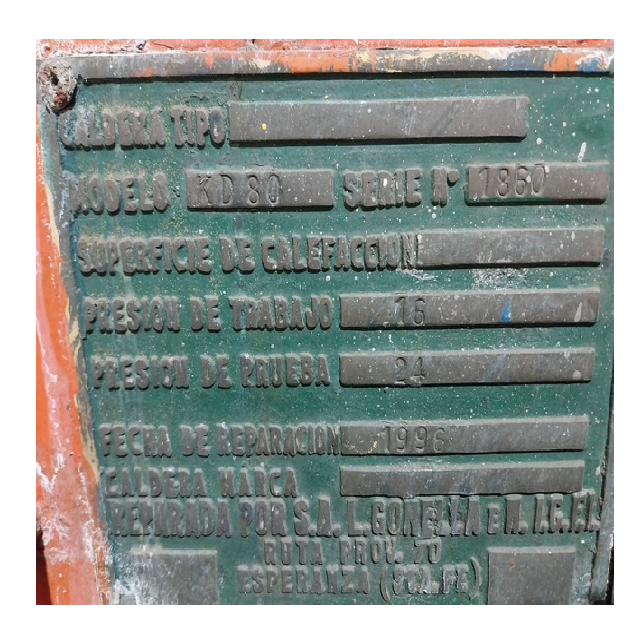 CALDERA TIPO
MODELO KD 80 SERIE Nº 1860
SUPERFICIE DE CALEFACCION
PRESION DE TRABAJO 16
PRESION DE PRUEBA 24
FECHA DE REPARACION 1996
CALDERA MARCA
REPARADA POR S.A. L. GONELLA E H. I.C.F.I.
RUTA PROV. 70
ESPERANZA (STA.FE)